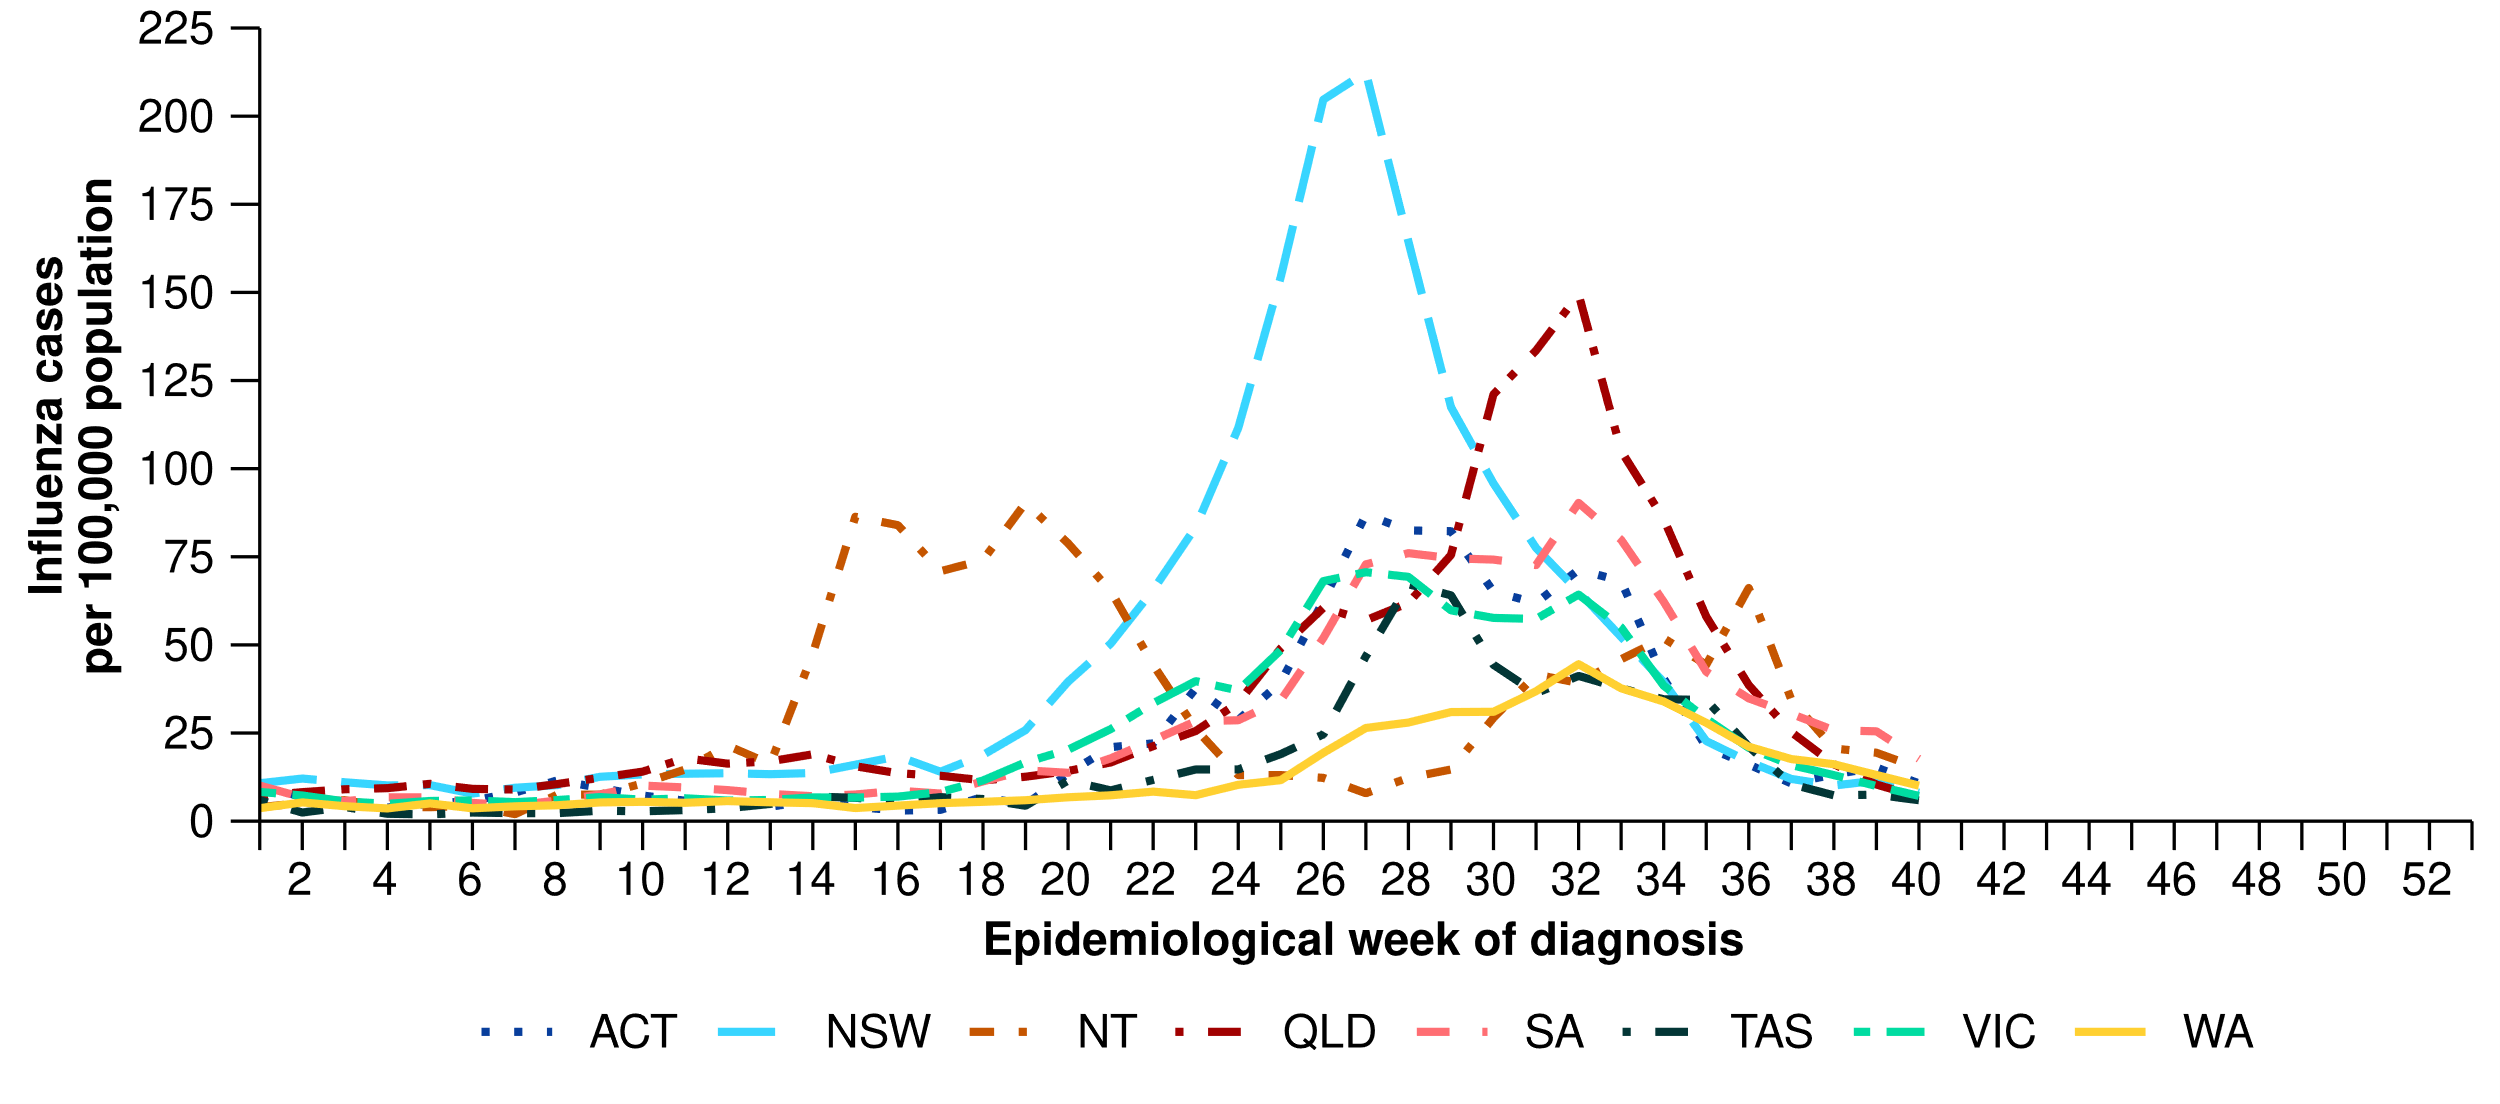 Influenza cases
per 100,000 population
225
200
175
150
125
100
75
50
25
0
2 4 6 8 10 12 14 16 18 20 22 24 26 28 30 32 34 36 38 40 42 44 46 48 50 52
Epidemiological week of diagnosis
ACT NSW NT QLD SA TAS VIC WA